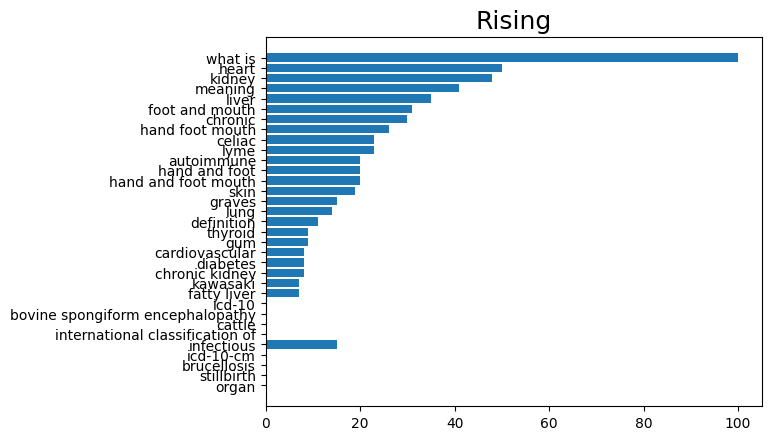 Rising
what is
heart
kidney
meaning
liver
foot and mouth
chronic
hand foot mouth
celiac
lyme
autoimmune
hand and foot
hand and foot mouth
skin
graves
lung
definition
thyroid
gum
cardiovascular
diabetes
chronic kidney
kawasaki
fatty liver
icd-10
bovine spongiform encephalopathy
cattle
international classification of
infectious
icd-10-cm
brucellosis
stillbirth
organ
0 20 40 60 80 100